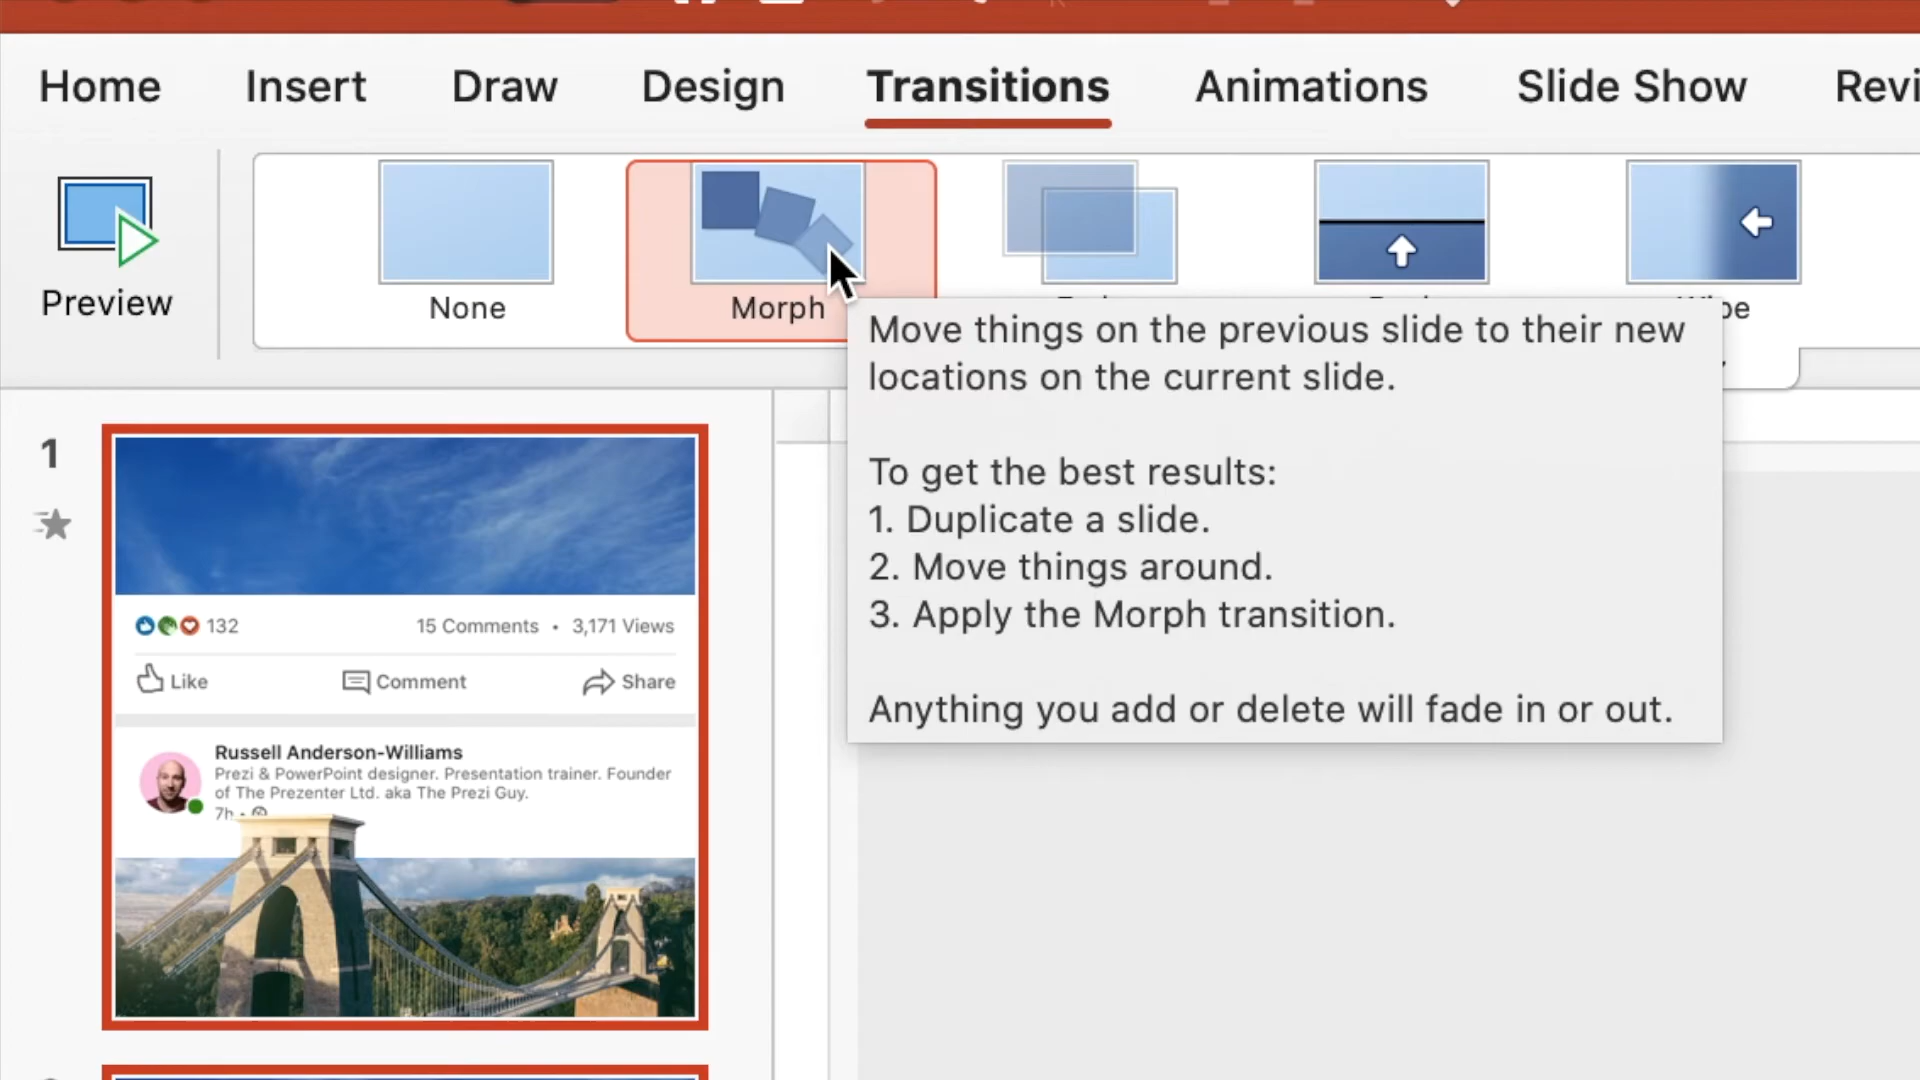 Home Insert Draw Design Transitions Animations Slide Show
Preview
None
Morph
Move things on the previous slide to their new
locations on the current slide.
To get the best results:
1. Duplicate a slide.
2. Move things around.
3. Apply the Morph transition.
Anything you add or delete will fade in or out.
1
132
15 Comments • 3,171 Views
Like
Comment
Share
Russell Anderson-Williams
Prezi & PowerPoint designer. Presentation trainer. Founder
of The Prezenter Ltd. aka The Prezi Guy.
7h •